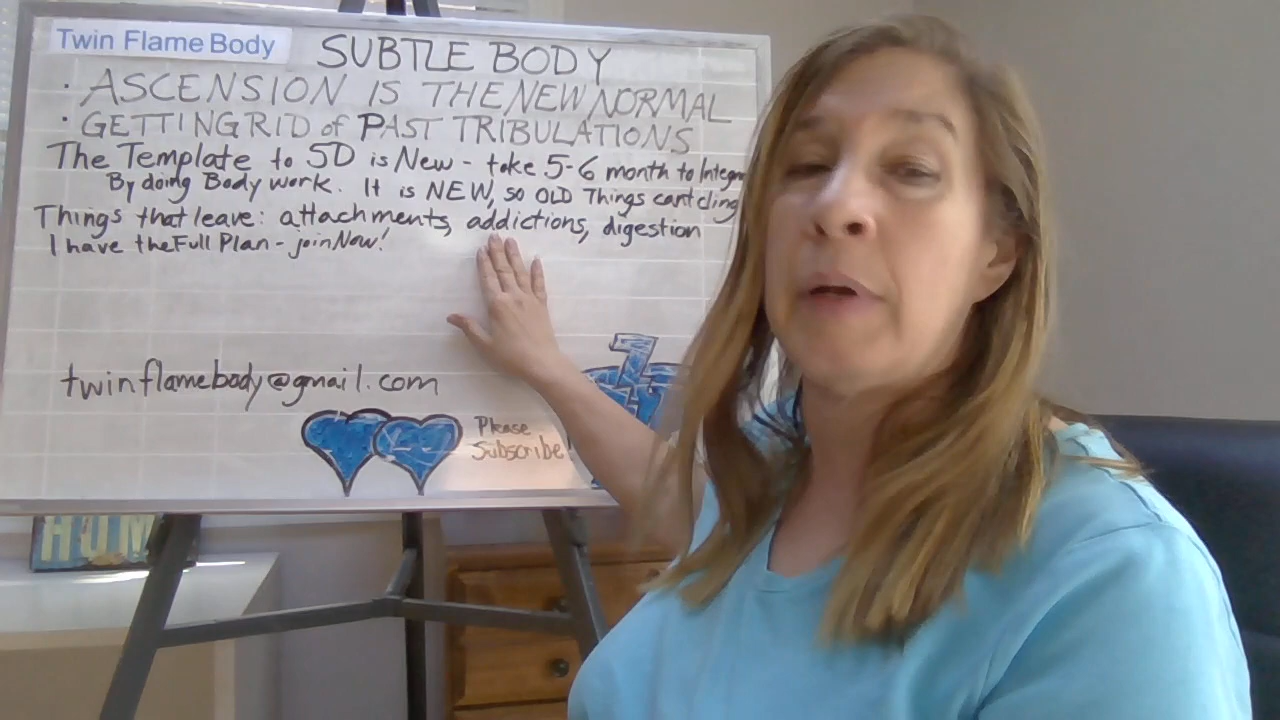 Twin Flame Body
SUBTLE BODY
· ASCENSION IS THE NEW NORMAL
· GETTING RID of PAST TRIBULATIONS
The Template to 5D is New - take 5-6 month to Integra
By doing Body work. It is NEW, so OLD Things cant cling
Things that leave: attachments, addictions, digestion
I have the Full Plan - join Now!
twinflamebody@gmail.com
Please
Subscribe!
HOM